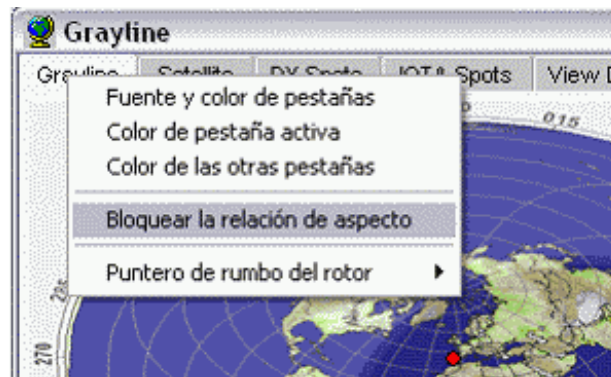 Grayline
Grayline Satellite DX Spots IOTA Spots View
Fuente y color de pestañas
Color de pestaña activa
Color de las otras pestañas
Bloquear la relación de aspecto
Puntero de rumbo del rotor
015
270